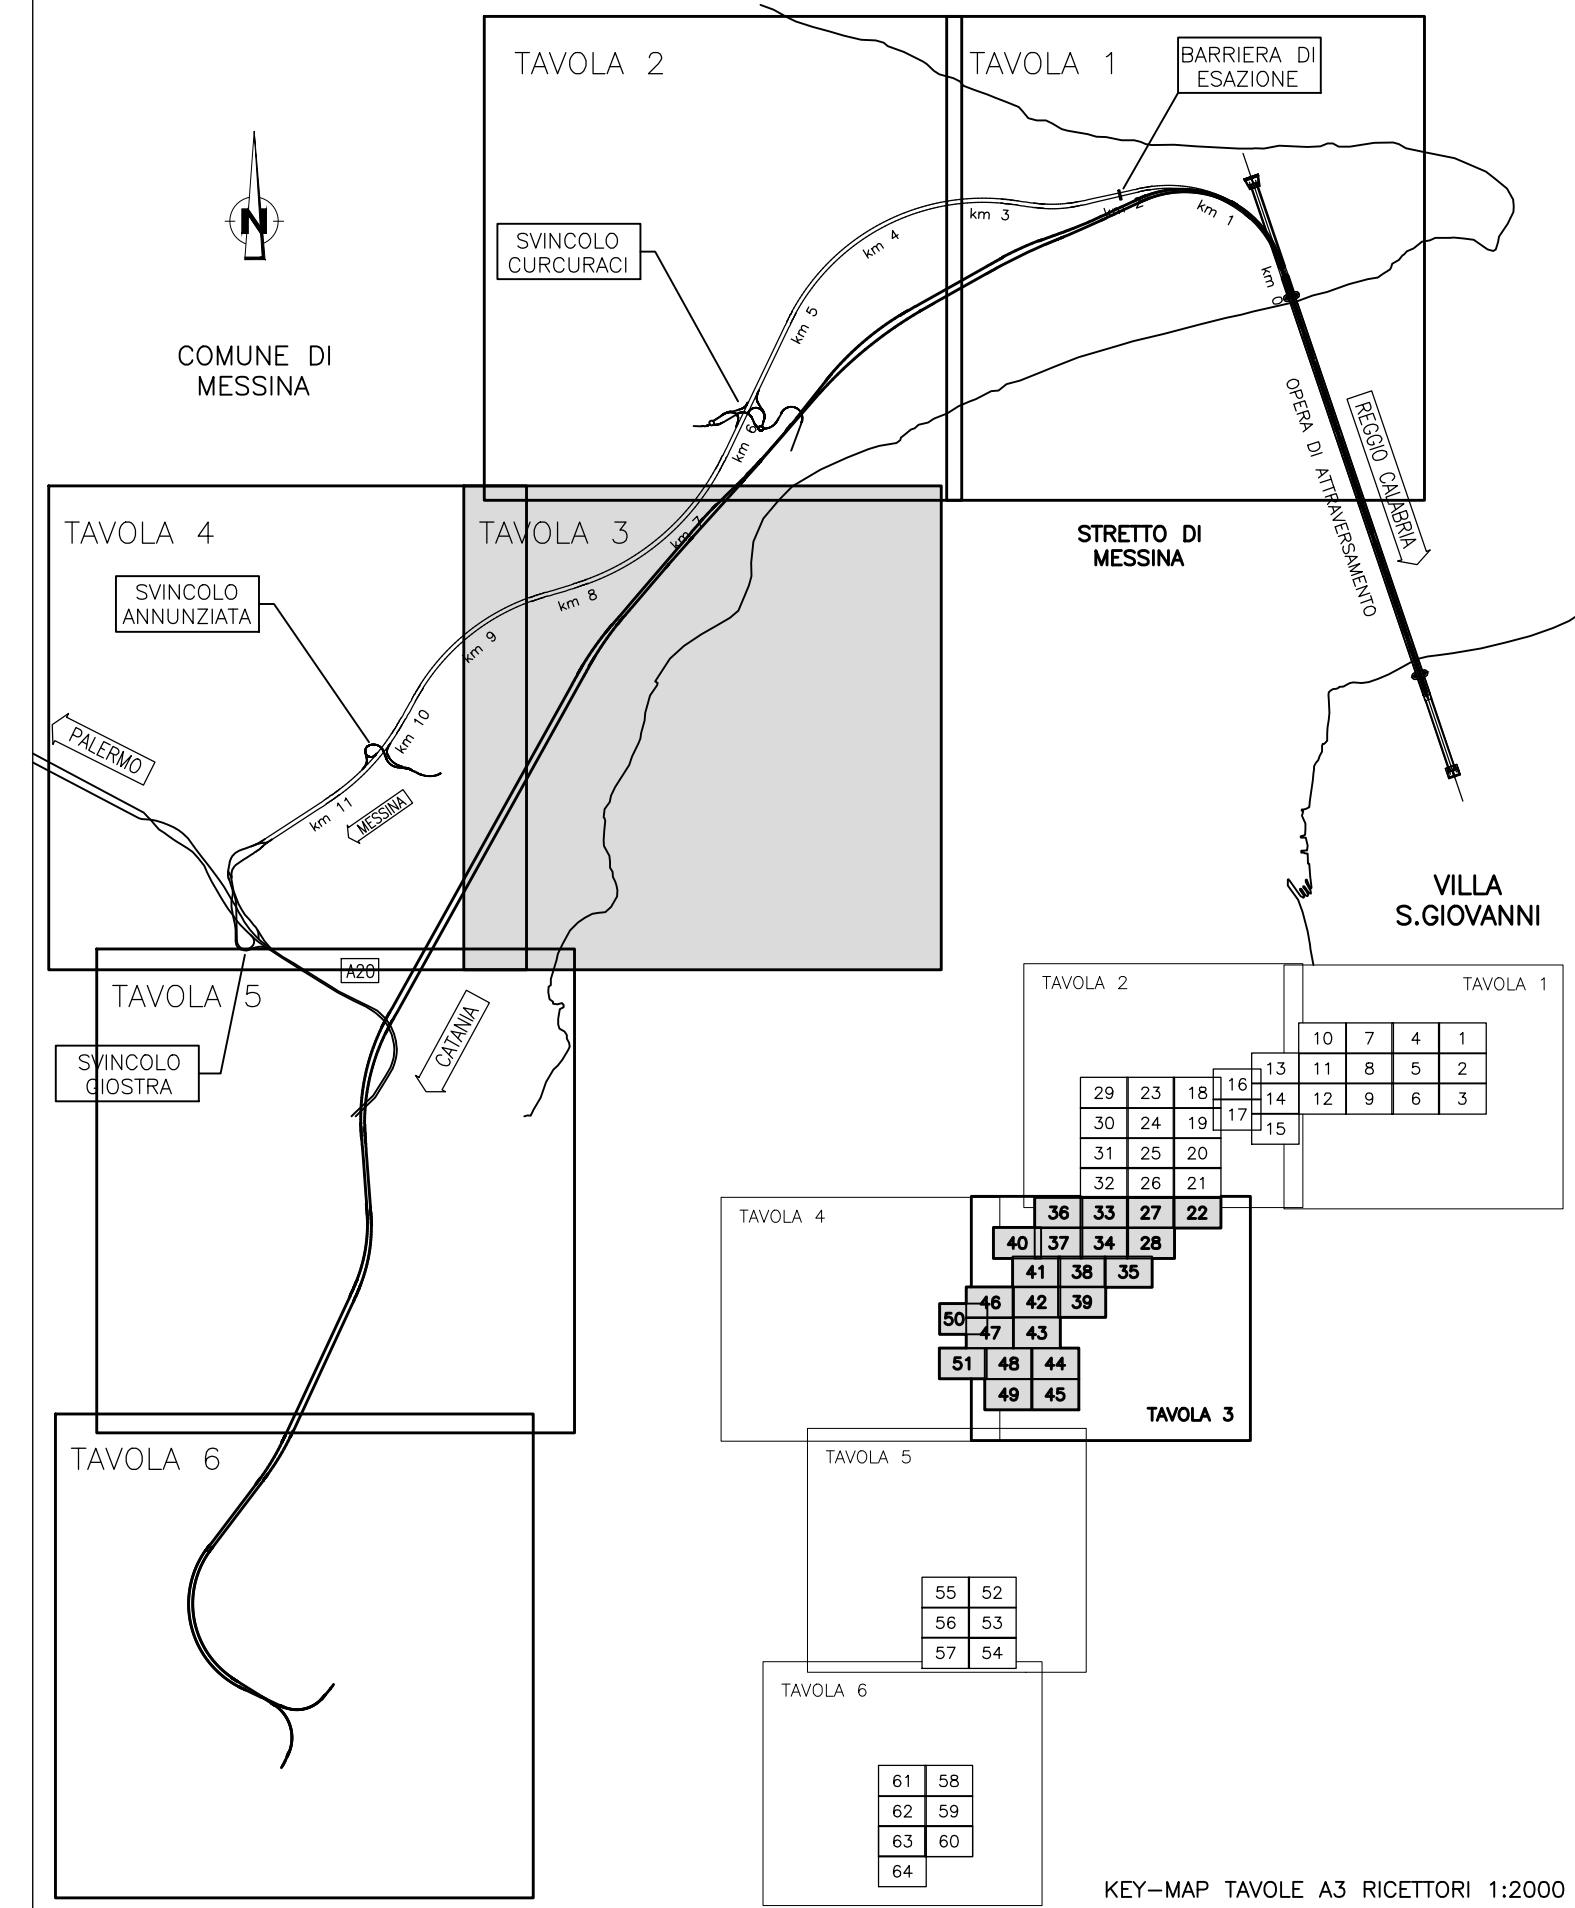 TAVOLA 2
TAVOLA 1
BARRIERA DI
ESAZIONE
N
SVINCOLO
CURCURACI
km 3
km 2
km 1
km 4
km 0
km 5
COMUNE DI
MESSINA
km 6
OPERA DI ATTRAVERSAMENTO
REGGIO CALABRIA
TAVOLA 4
TAVOLA 3
km 7
STRETTO DI
MESSINA
SVINCOLO
ANNUNZIATA
km 8
km 9
km 10
PALERMO
km 11
MESSINA
VILLA
S.GIOVANNI
A20
TAVOLA 5
CATANIA
SVINCOLO
GIOSTRA
TAVOLA 6
TAVOLA 2
TAVOLA 1
10 7 4 1
13 11 8 5 2
16
29 23 18
14 12 9 6 3
17
30 24 19
15
31 25 20
32 26 21
TAVOLA 4
36 33 27 22
40 37 34 28
41 38 35
46 42 39
50
47 43
51 48 44
49 45
TAVOLA 3
TAVOLA 5
55 52
56 53
57 54
TAVOLA 6
61 58
62 59
63 60
64
KEY-MAP TAVOLE A3 RICETTORI 1:2000